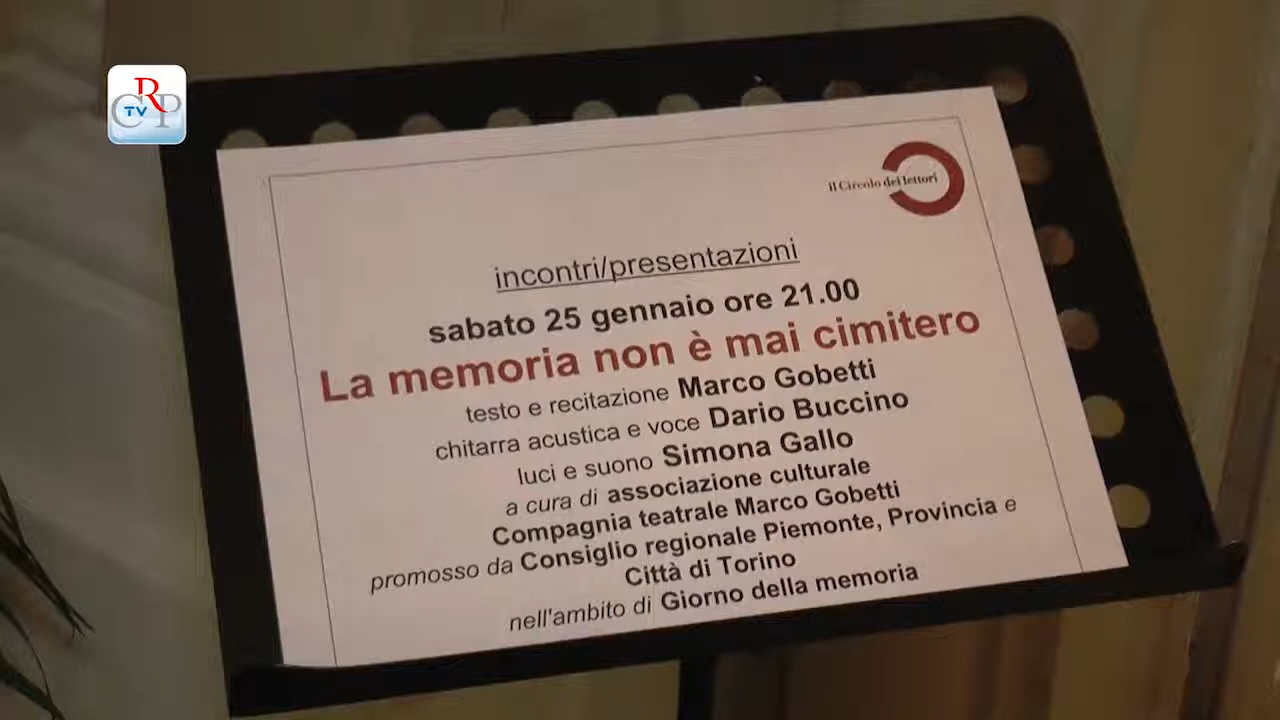 CRP
TV
il Circolo dei lettori
incontri/presentazioni
sabato 25 gennaio ore 21.00
La memoria non è mai cimitero
testo e recitazione Marco Gobetti
chitarra acustica e voce Dario Buccino
luci e suono Simona Gallo
a cura di associazione culturale
Compagnia teatrale Marco Gobetti
promosso da Consiglio regionale Piemonte, Provincia e
Città di Torino
nell'ambito di Giorno della memoria